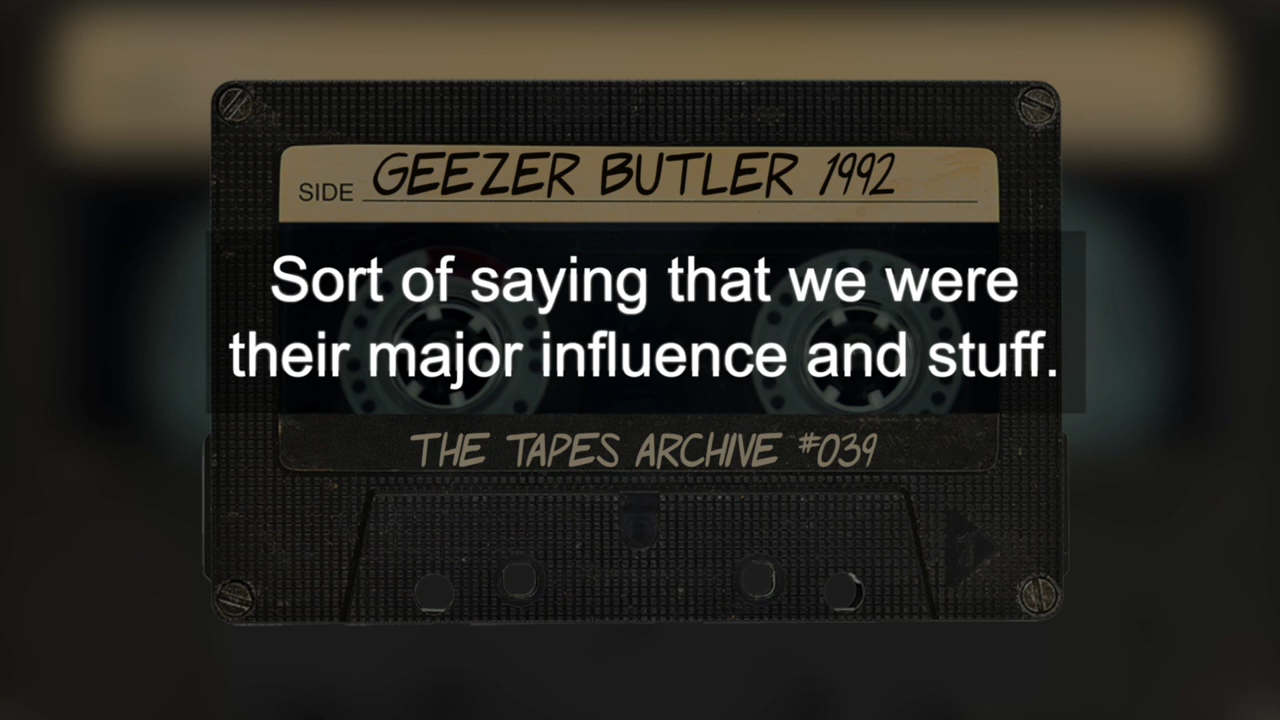 GEEZER BUTLER 1992
SIDE
Sort of saying that we were
their major influence and stuff.
THE TAPES ARCHIVE #039